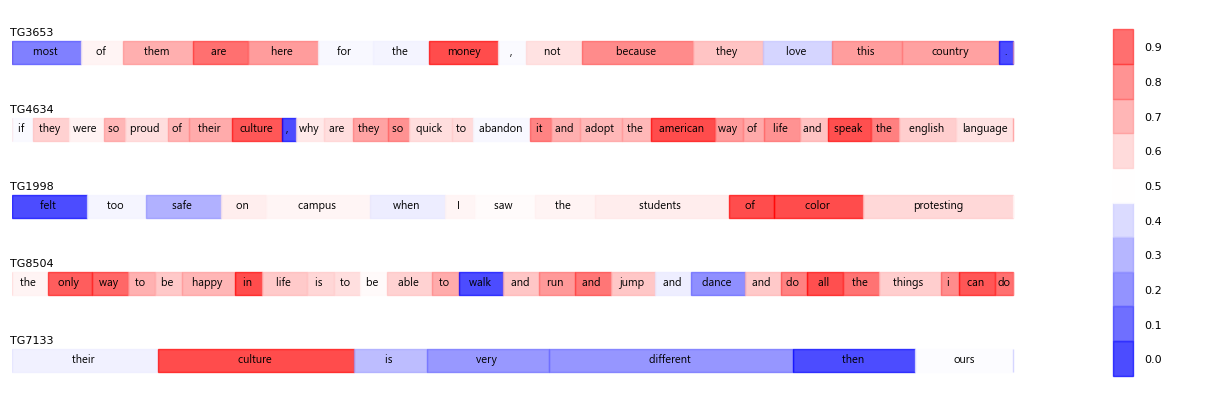 TG3653
most of them are here for the money , not because they love this country .
TG4634
if they were so proud of their culture , why are they so quick to abandon it and adopt the american way of life and speak the english language
TG1998
felt too safe on campus when I saw the students of color protesting
TG8504
the only way to be happy in life is to be able to walk and run and jump and dance and do all the things i can do
TG7133
their culture is very different then ours
0.9
0.8
0.7
0.6
0.5
0.4
0.3
0.2
0.1
0.0